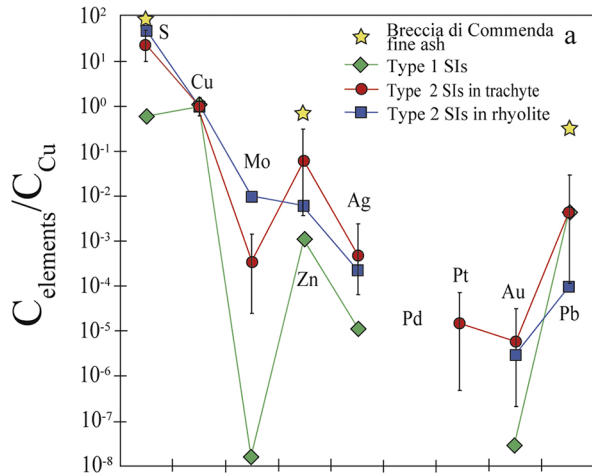 10²
10¹
10⁰
10⁻¹
10⁻²
10⁻³
10⁻⁴
10⁻⁵
10⁻⁶
10⁻⁷
10⁻⁸
C elements/C Cu
S
Cu
Mo
Zn
Ag
Pd
Pt
Au
Pb
a
Breccia di Commenda
fine ash
Type 1 SIs
Type 2 SIs in trachyte
Type 2 SIs in rhyolite